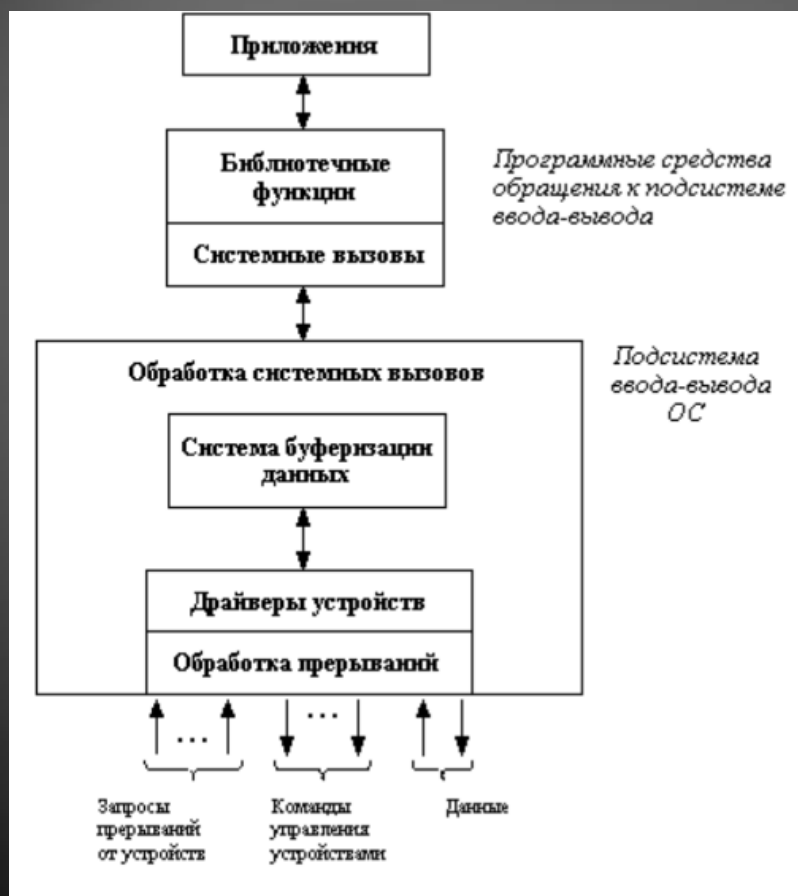 Приложения
Библиотечные
функции
Системные вызовы
Программные средства
обращения к подсистеме
ввода-вывода
Обработка системных вызовов
Подсистема
ввода-вывода
ОС
Система буферизации
данных
Драйверы устройств
Обработка прерываний
... ...
Запросы
прерываний
от устройств
Команды
управления
устройствами
Данные